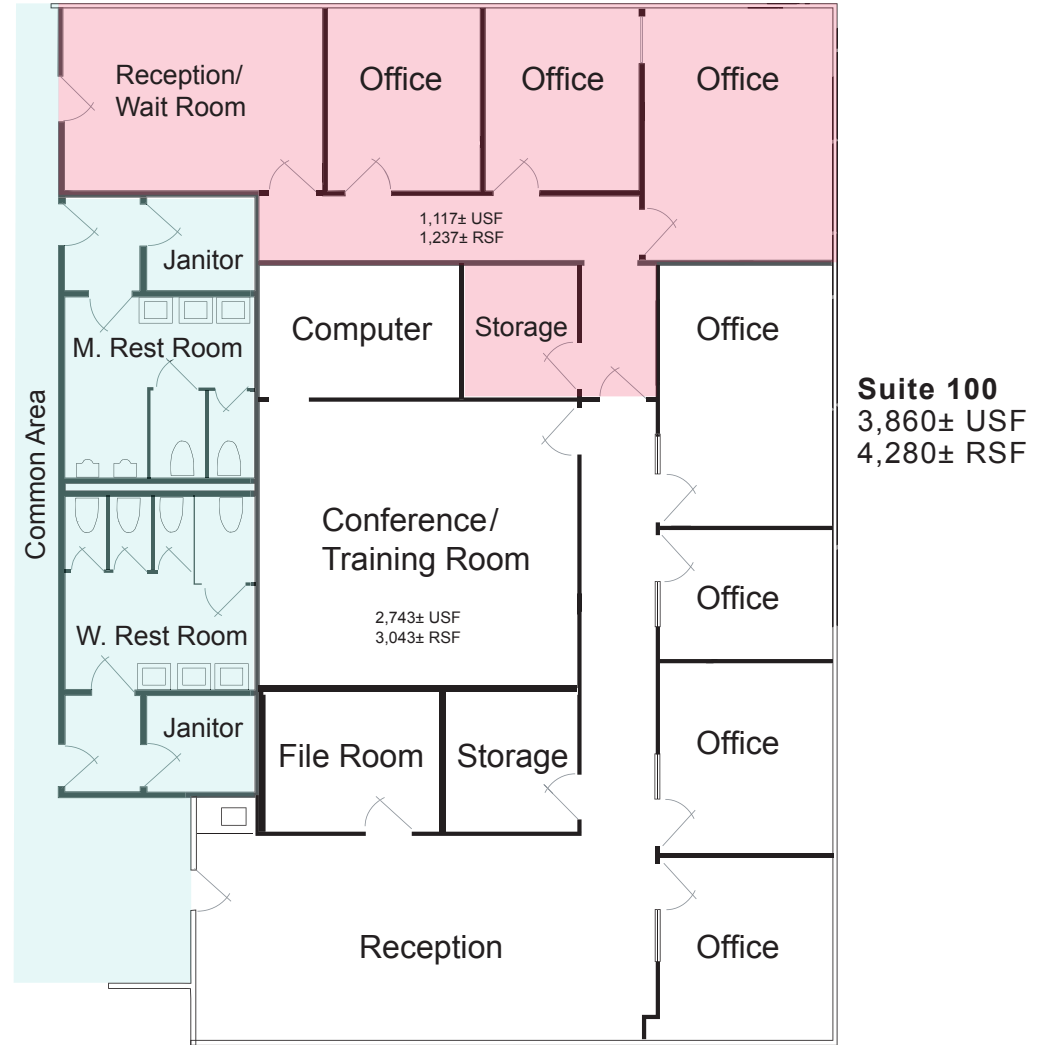 Reception/
Wait Room
Office
Office
Office
1,117± USF
1,237± RSF
Janitor
Computer
Storage
Office
M. Rest Room
Suite 100
3,860± USF
4,280± RSF
Common Area
Conference/
Training Room
2,743± USF
3,043± RSF
Office
W. Rest Room
Janitor
File Room
Storage
Office
Reception
Office